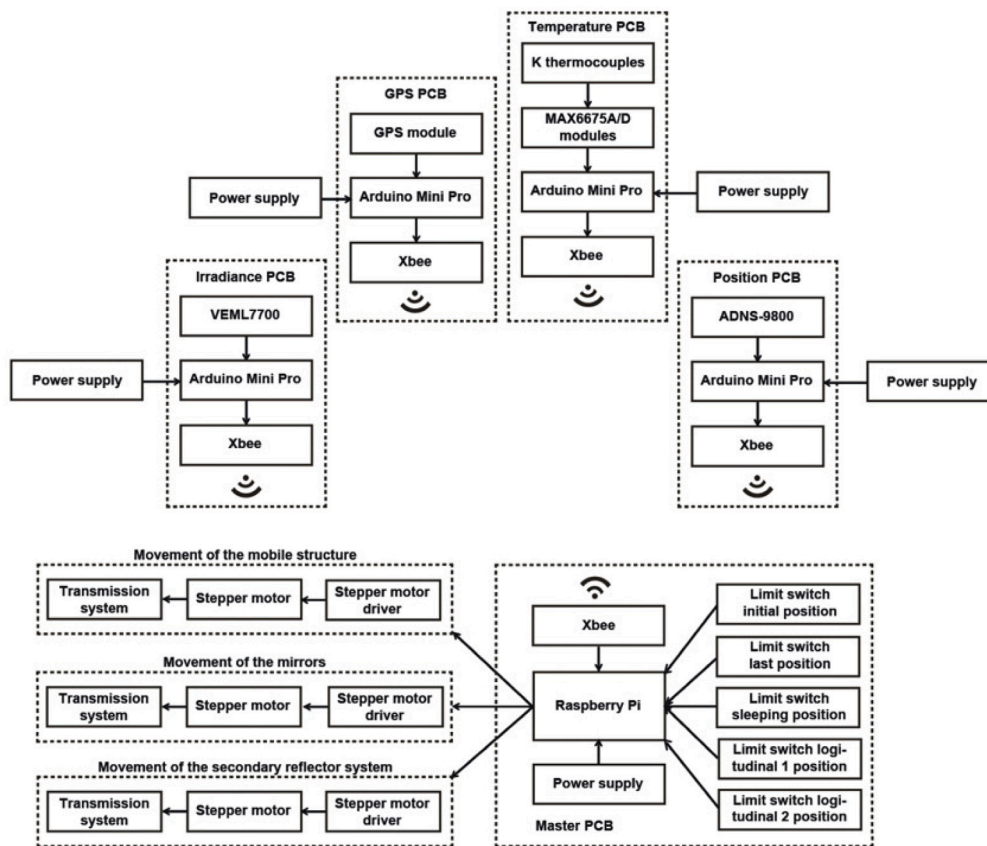 Temperature PCB
K thermocouples
MAX6675A/D
modules
Arduino Mini Pro
Xbee
Power supply
GPS PCB
GPS module
Arduino Mini Pro
Xbee
Power supply
Irradiance PCB
VEML7700
Arduino Mini Pro
Xbee
Power supply
Position PCB
ADNS-9800
Arduino Mini Pro
Xbee
Power supply
Movement of the mobile structure
Transmission
system
Stepper motor
Stepper motor
driver
Movement of the mirrors
Transmission
system
Stepper motor
Stepper motor
driver
Movement of the secondary reflector system
Transmission
system
Stepper motor
Stepper motor
driver
Xbee
Raspberry Pi
Power supply
Master PCB
Limit switch
initial position
Limit switch
last position
Limit switch
sleeping position
Limit switch logi-
tudinal 1 position
Limit switch logi-
tudinal 2 position